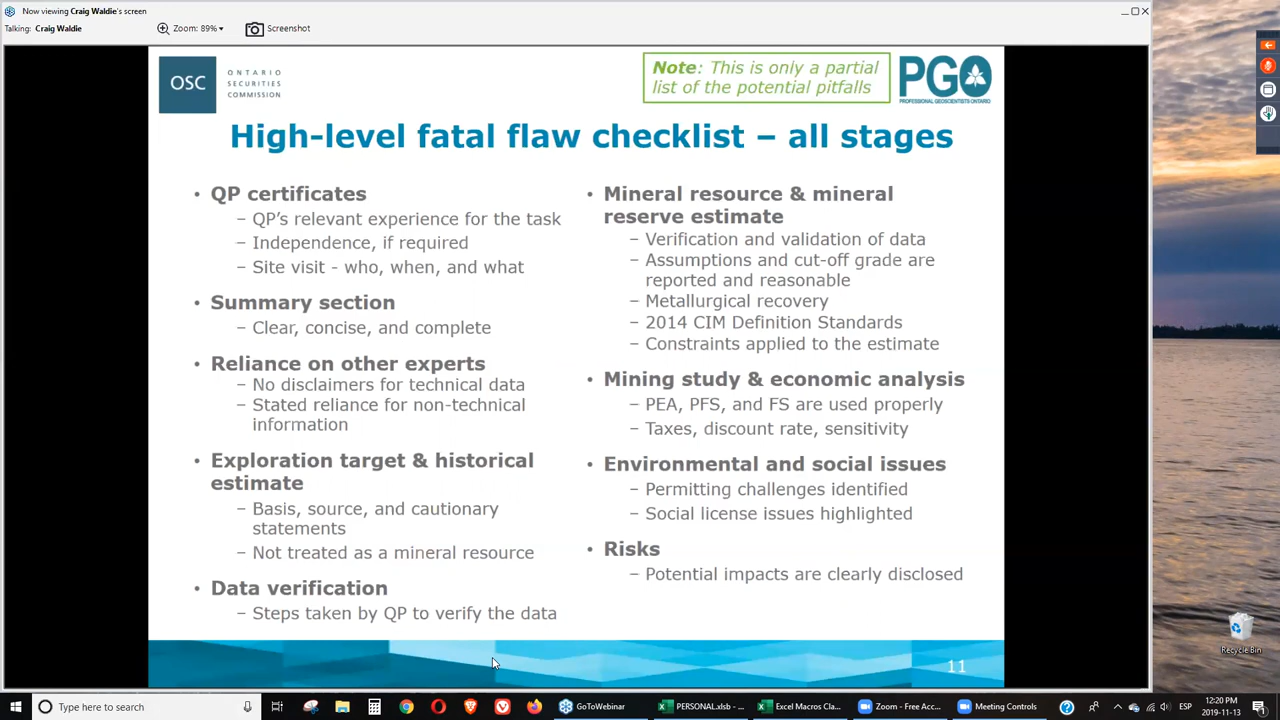 Now viewing Craig Waldie's screen
Talking: Craig Waldie
Zoom: 89%
Screenshot
OSC
ONTARIO
SECURITIES
COMMISSION
Note: This is only a partial
list of the potential pitfalls
PGO
PROFESSIONAL GEOSCIENTISTS ONTARIO
High-level fatal flaw checklist – all stages
• QP certificates
– QP's relevant experience for the task
– Independence, if required
– Site visit - who, when, and what
• Summary section
– Clear, concise, and complete
• Reliance on other experts
– No disclaimers for technical data
– Stated reliance for non-technical
information
• Exploration target & historical
estimate
– Basis, source, and cautionary
statements
– Not treated as a mineral resource
• Data verification
– Steps taken by QP to verify the data
• Mineral resource & mineral
reserve estimate
– Verification and validation of data
– Assumptions and cut-off grade are
reported and reasonable
– Metallurgical recovery
– 2014 CIM Definition Standards
– Constraints applied to the estimate
• Mining study & economic analysis
– PEA, PFS, and FS are used properly
– Taxes, discount rate, sensitivity
• Environmental and social issues
– Permitting challenges identified
– Social license issues highlighted
• Risks
– Potential impacts are clearly disclosed
11
Recycle Bin
Type here to search
GoToWebinar
PERSONAL.xlsb - ...
Excel Macros Cla...
Zoom - Free Acc...
Meeting Controls
ESP
12:20 PM
2019-11-13